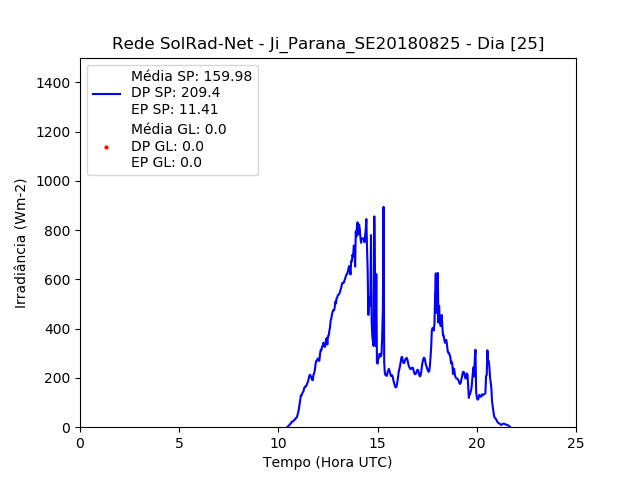 Rede SolRad-Net - Ji_Parana_SE20180825 - Dia [25]
Média SP: 159.98
DP SP: 209.4
EP SP: 11.41
Média GL: 0.0
DP GL: 0.0
EP GL: 0.0
Irradiância (Wm-2)
1400
1200
1000
800
600
400
200
0
0 5 10 15 20 25
Tempo (Hora UTC)